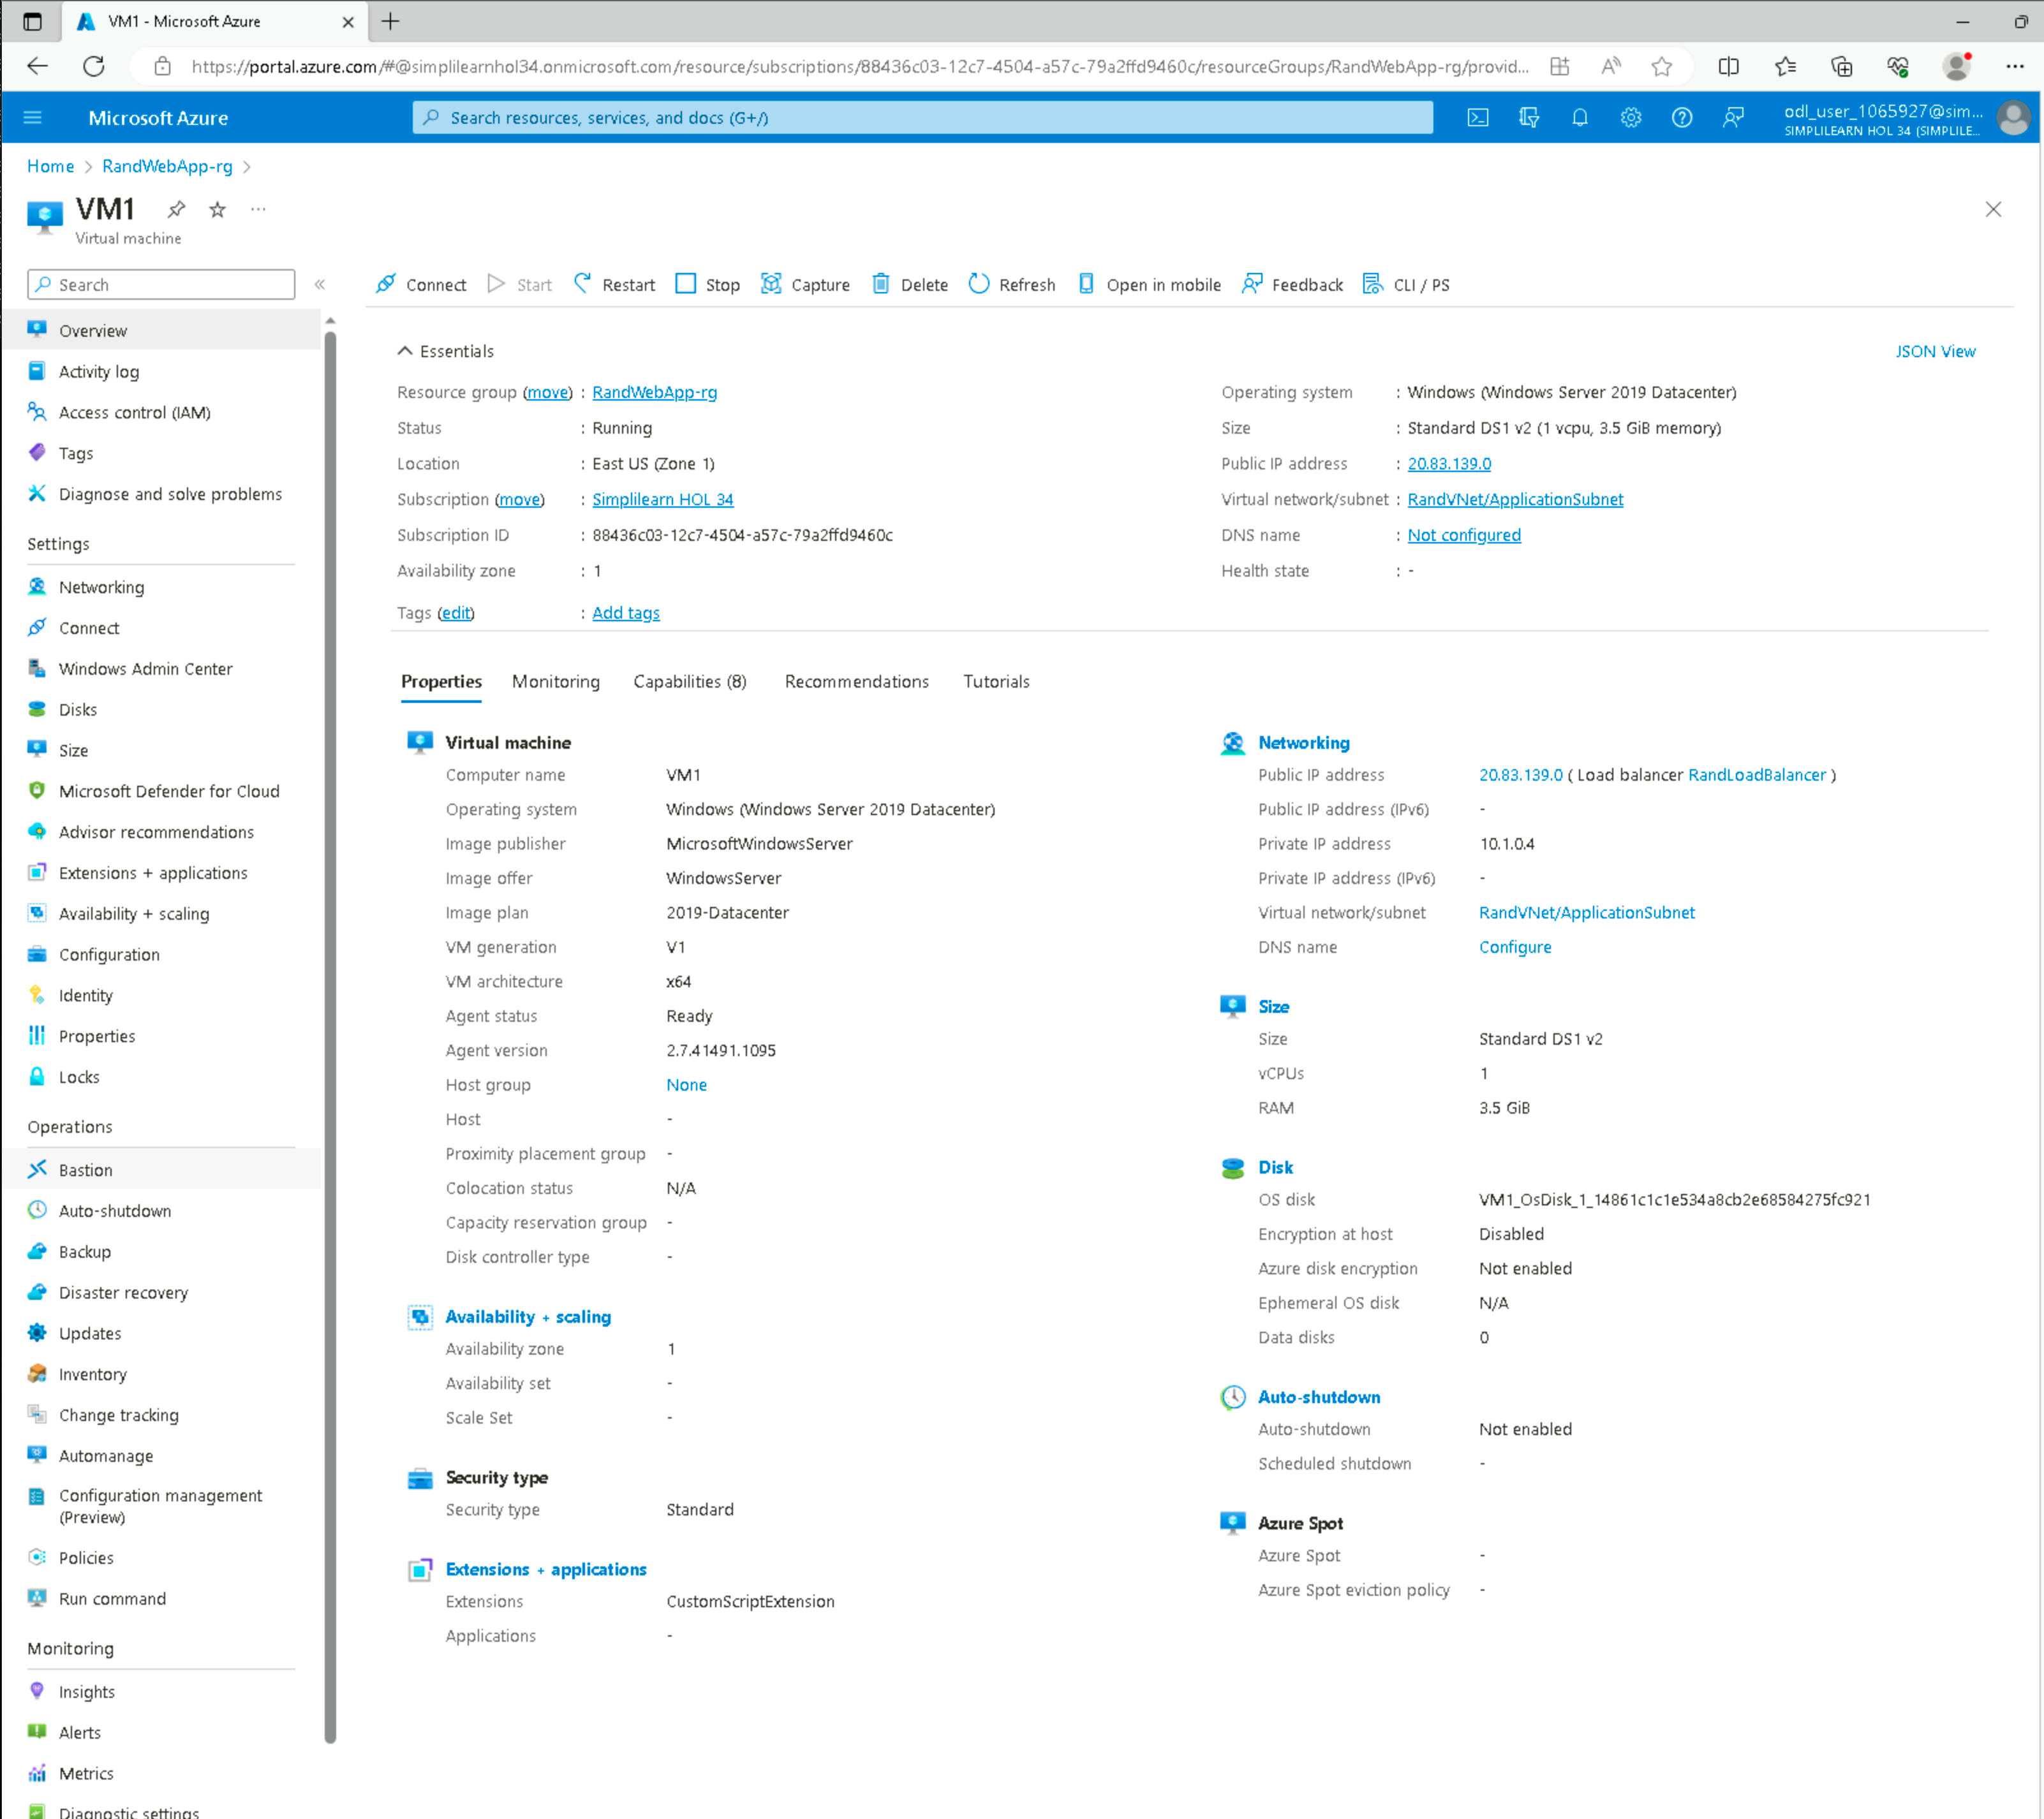 VM1 - Microsoft Azure
https://portal.azure.com/#@simplilearnhol34.onmicrosoft.com/resource/subscriptions/88436c03-12c7-4504-a57c-79a2ffd9460c/resourceGroups/RandWebApp-rg/provid...
Microsoft Azure
Search resources, services, and docs (G+/)
odl_user_1065927@sim...
SIMPLILEARN HOL 34 (SIMPLILE...
Home > RandWebApp-rg >
VM1
Virtual machine
Search
Overview
Activity log
Access control (IAM)
Tags
Diagnose and solve problems
Settings
Networking
Connect
Windows Admin Center
Disks
Size
Microsoft Defender for Cloud
Advisor recommendations
Extensions + applications
Availability + scaling
Configuration
Identity
Properties
Locks
Operations
Bastion
Auto-shutdown
Backup
Disaster recovery
Updates
Inventory
Change tracking
Automanage
Configuration management
(Preview)
Policies
Run command
Monitoring
Insights
Alerts
Metrics
Diagnostic settings
Connect Start Restart Stop Capture Delete Refresh Open in mobile Feedback CLI / PS
Essentials
JSON View
Resource group (move) : RandWebApp-rg
Status : Running
Location : East US (Zone 1)
Subscription (move) : Simplilearn HOL 34
Subscription ID : 88436c03-12c7-4504-a57c-79a2ffd9460c
Availability zone : 1
Tags (edit) : Add tags
Operating system : Windows (Windows Server 2019 Datacenter)
Size : Standard DS1 v2 (1 vcpu, 3.5 GiB memory)
Public IP address : 20.83.139.0
Virtual network/subnet : RandVNet/ApplicationSubnet
DNS name : Not configured
Health state : -
Properties Monitoring Capabilities (8) Recommendations Tutorials
Virtual machine
Computer name VM1
Operating system Windows (Windows Server 2019 Datacenter)
Image publisher MicrosoftWindowsServer
Image offer WindowsServer
Image plan 2019-Datacenter
VM generation V1
VM architecture x64
Agent status Ready
Agent version 2.7.41491.1095
Host group None
Host -
Proximity placement group -
Colocation status N/A
Capacity reservation group -
Disk controller type -
Availability + scaling
Availability zone 1
Availability set -
Scale Set -
Security type
Security type Standard
Extensions + applications
Extensions CustomScriptExtension
Applications -
Networking
Public IP address 20.83.139.0 ( Load balancer RandLoadBalancer )
Public IP address (IPv6) -
Private IP address 10.1.0.4
Private IP address (IPv6) -
Virtual network/subnet RandVNet/ApplicationSubnet
DNS name Configure
Size
Size Standard DS1 v2
vCPUs 1
RAM 3.5 GiB
Disk
OS disk VM1_OsDisk_1_14861c1c1e534a8cb2e68584275fc921
Encryption at host Disabled
Azure disk encryption Not enabled
Ephemeral OS disk N/A
Data disks 0
Auto-shutdown
Auto-shutdown Not enabled
Scheduled shutdown -
Azure Spot
Azure Spot -
Azure Spot eviction policy -